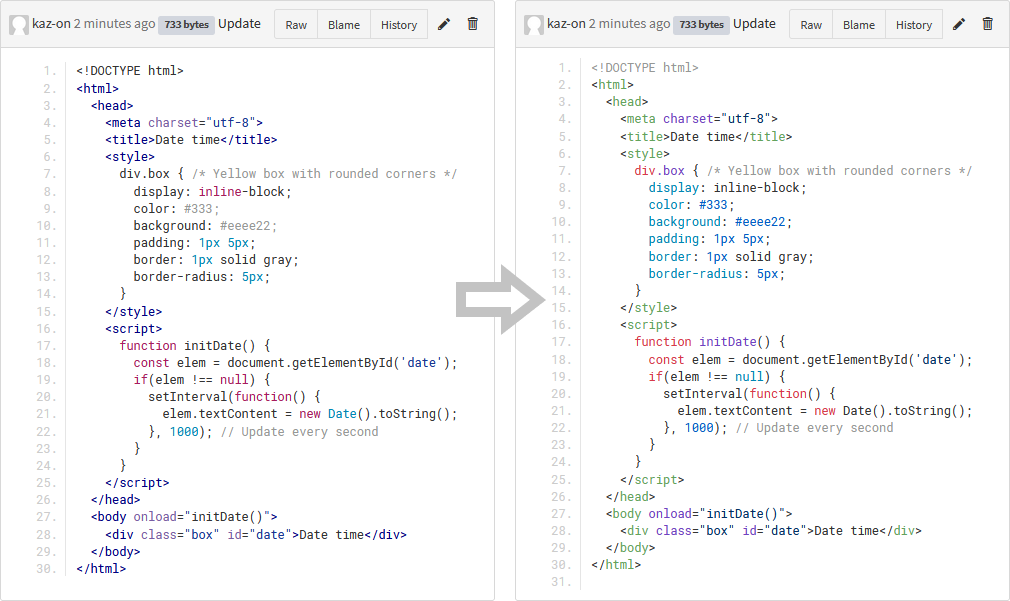 kaz-on 2 minutes ago 733 bytes Update Raw Blame History
1. <!DOCTYPE html>
2. <html>
3.   <head>
4.     <meta charset="utf-8">
5.     <title>Date time</title>
6.     <style>
7.       div.box { /* Yellow box with rounded corners */
8.         display: inline-block;
9.         color: #333;
10.         background: #eeee22;
11.         padding: 1px 5px;
12.         border: 1px solid gray;
13.         border-radius: 5px;
14.       }
15.     </style>
16.     <script>
17.       function initDate() {
18.         const elem = document.getElementById('date');
19.         if(elem !== null) {
20.           setInterval(function() {
21.             elem.textContent = new Date().toString();
22.           }, 1000); // Update every second
23.         }
24.       }
25.     </script>
26.   </head>
27.   <body onload="initDate()">
28.     <div class="box" id="date">Date time</div>
29.   </body>
30. </html>
kaz-on 2 minutes ago 733 bytes Update Raw Blame History
1. <!DOCTYPE html>
2. <html>
3.   <head>
4.     <meta charset="utf-8">
5.     <title>Date time</title>
6.     <style>
7.       div.box { /* Yellow box with rounded corners */
8.         display: inline-block;
9.         color: #333;
10.         background: #eeee22;
11.         padding: 1px 5px;
12.         border: 1px solid gray;
13.         border-radius: 5px;
14.       }
15.     </style>
16.     <script>
17.       function initDate() {
18.         const elem = document.getElementById('date');
19.         if(elem !== null) {
20.           setInterval(function() {
21.             elem.textContent = new Date().toString();
22.           }, 1000); // Update every second
23.         }
24.       }
25.     </script>
26.   </head>
27.   <body onload="initDate()">
28.     <div class="box" id="date">Date time</div>
29.   </body>
30. </html>
31.